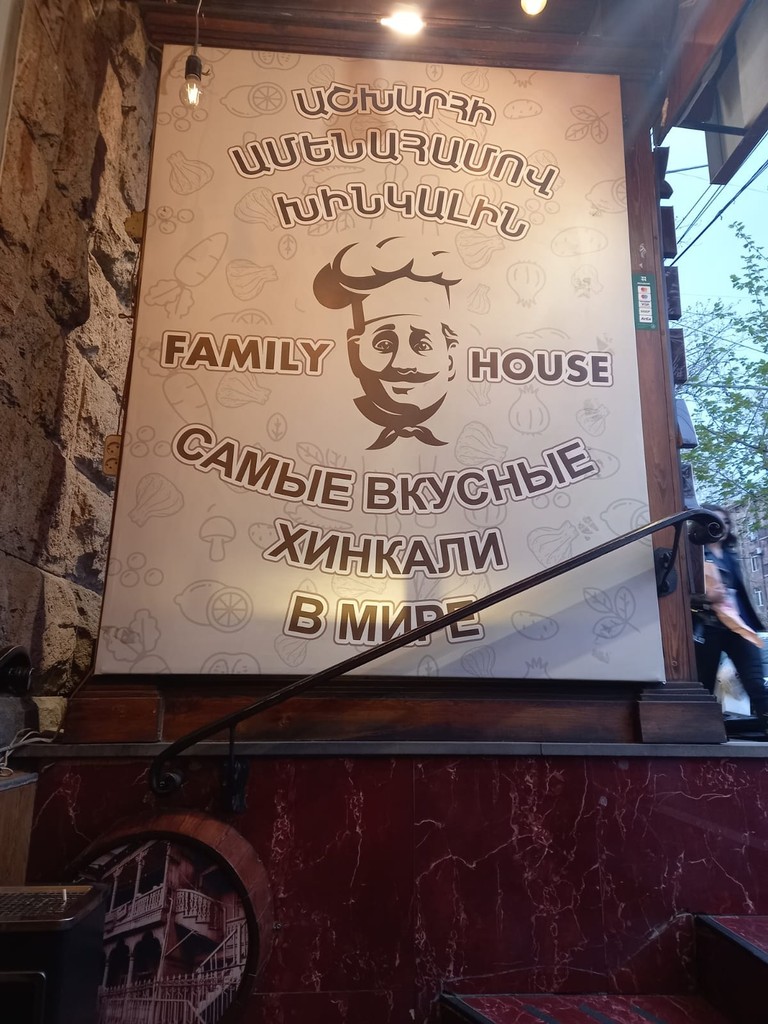 ԱՇԽԱՐՀԻ
ԱՄԵՆԱՀԱՄՈՎ
ԽԻՆԿԱԼԻՆ
FAMILY HOUSE
САМЫЕ ВКУСНЫЕ
ХИНКАЛИ
В МИРЕ